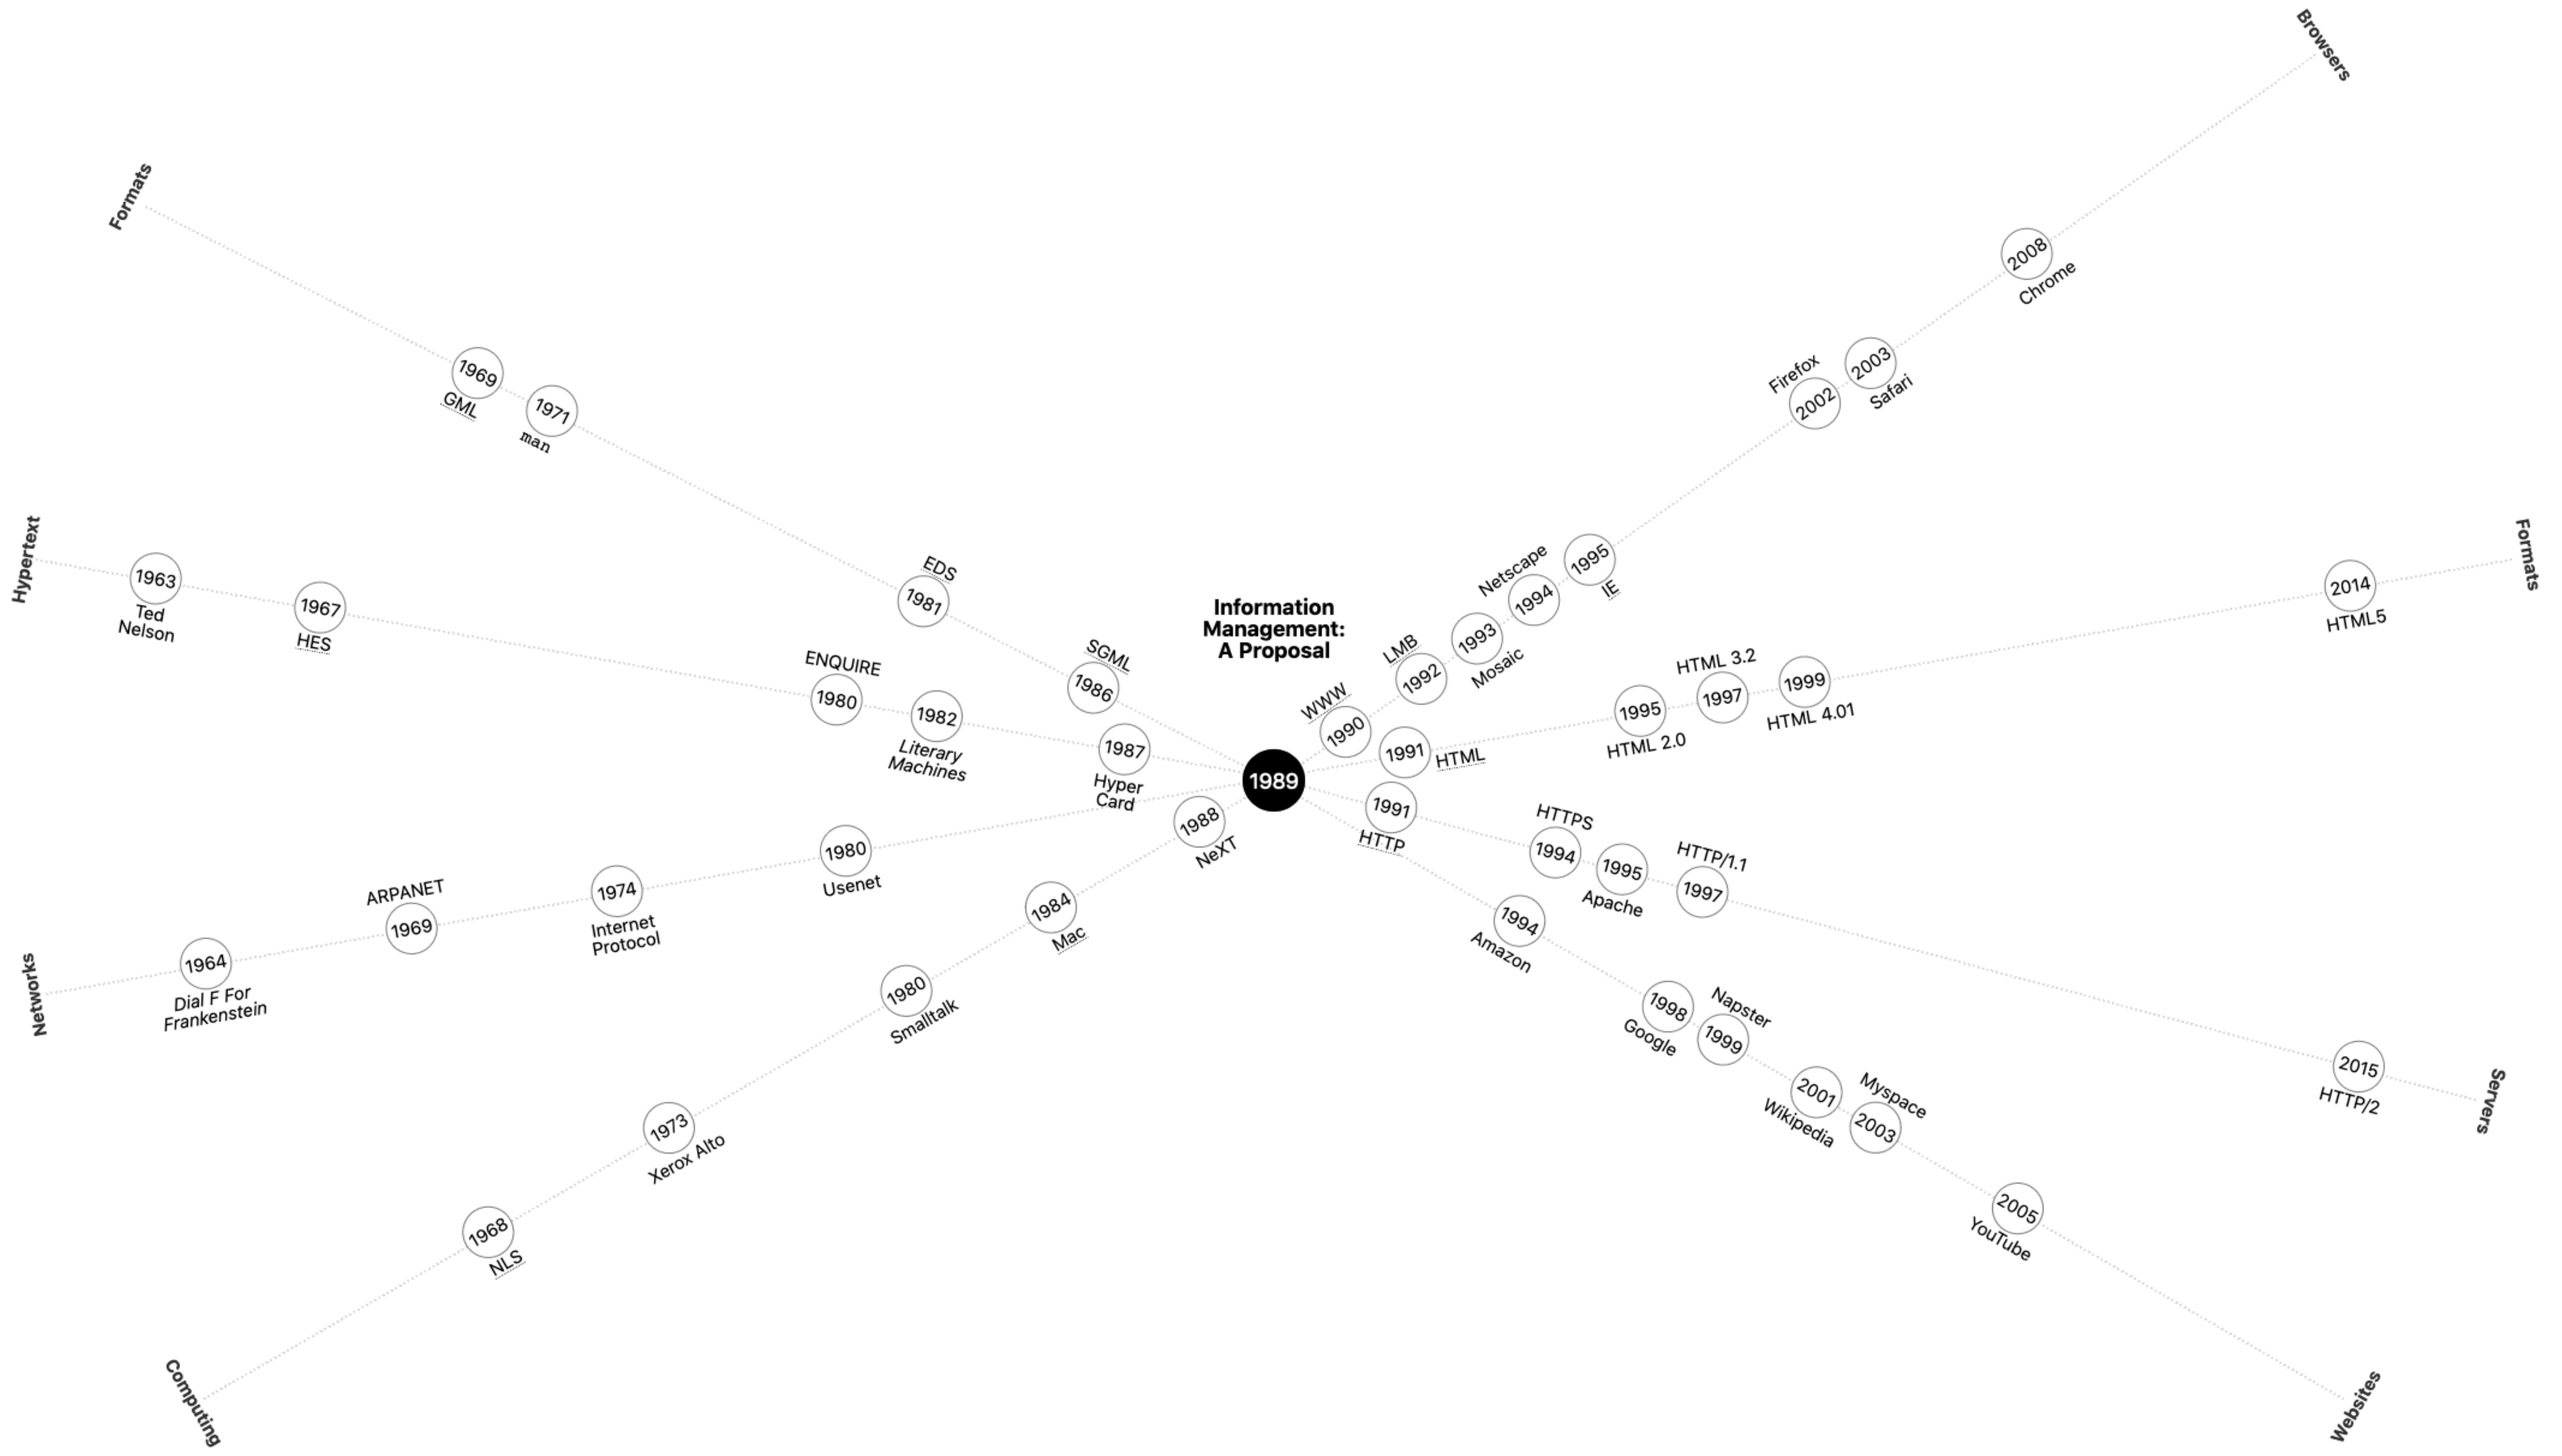 Browsers
Formats
2008
Chrome
1969
GML
1971
man
Firefox
2002
2003
Safari
Hypertext
1963
Ted
Nelson
1967
HES
EDS
1981
SGML
1986
ENQUIRE
1980
1982
Literary
Machines
1987
Hyper
Card
Information
Management:
A Proposal
1989
WWW
1990
LMB
1992
1993
Mosaic
Netscape
1994
1995
IE
Formats
1991
HTML
1995
HTML 2.0
HTML 3.2
1997
1999
HTML 4.01
2014
HTML5
Networks
1964
Dial F For
Frankenstein
ARPANET
1969
1974
Internet
Protocol
1980
Usenet
1991
HTTP
HTTPS
1994
1995
Apache
HTTP/1.1
1997
2015
HTTP/2
Servers
Computing
1968
NLS
1973
Xerox Alto
1980
Smalltalk
1984
Mac
1988
NeXT
1994
Amazon
1998
Google
Napster
1999
2001
Wikipedia
Myspace
2003
2005
YouTube
Websites